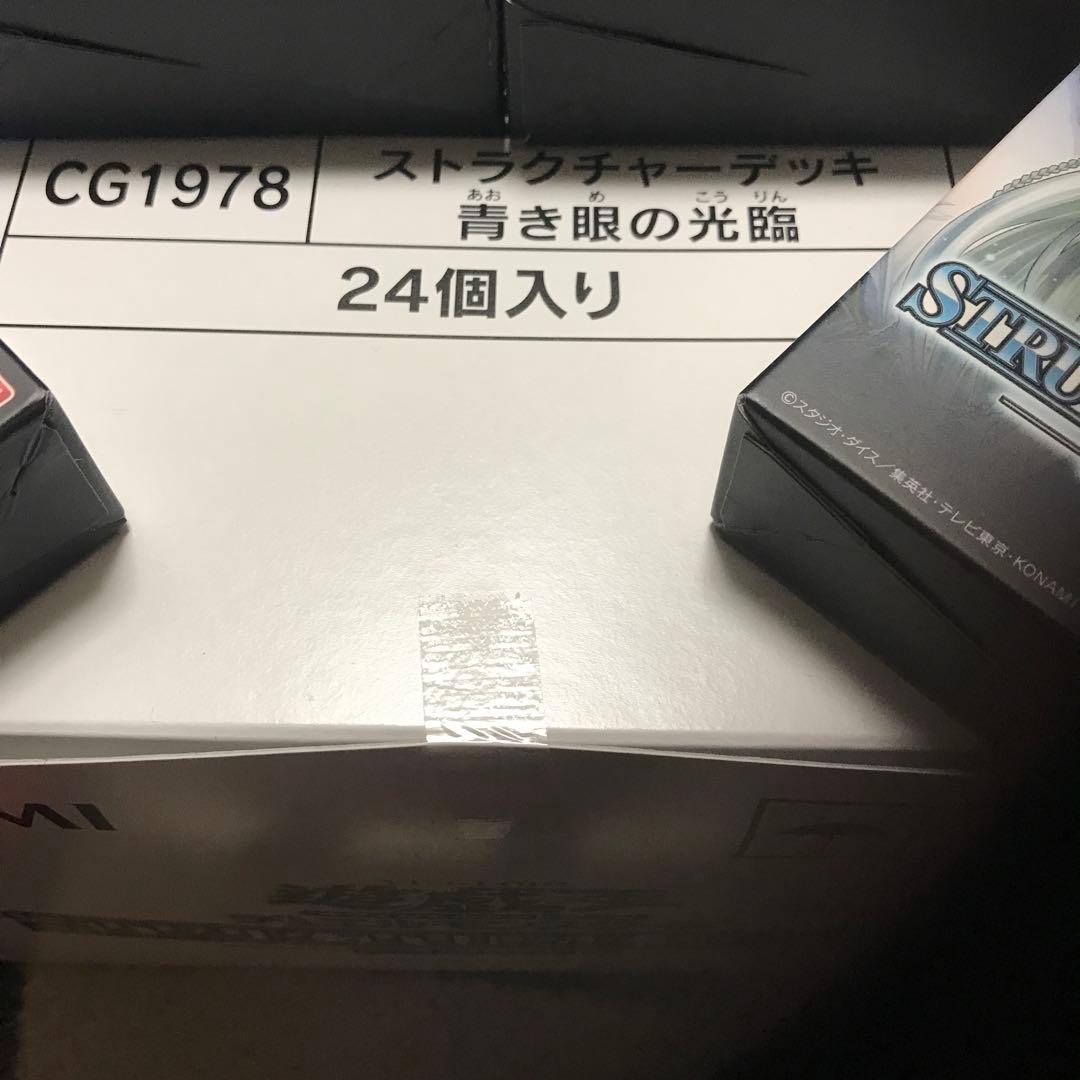 CG1978
ストラクチャーデッキ
あお め こう りん
青き眼の光臨
24個入り
STRU
©スタジオ・ダイス/集英社・テレビ東京・KONAMI
MI